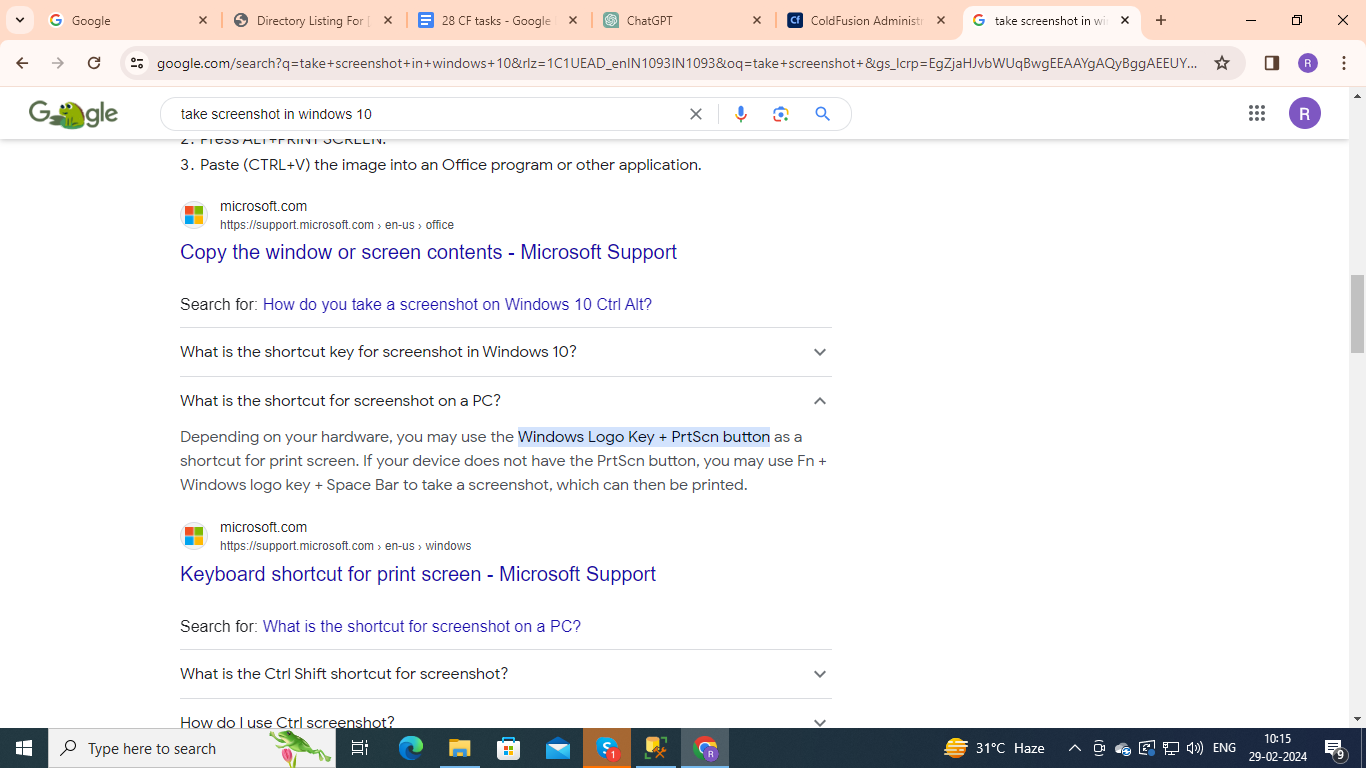 Google
Directory Listing For [
28 CF tasks - Google
ChatGPT
ColdFusion Administ
take screenshot in wi
google.com/search?q=take+screenshot+in+windows+10&rlz=1C1UEAD_enIN1093IN1093&oq=take+screenshot+&gs_lcrp=EgZjaHJvbWUqBwgEEAAYgAQyBggAEEUY...
R
Google
take screenshot in windows 10
R
2. Press ALT+PRINT SCREEN.
3. Paste (CTRL+V) the image into an Office program or other application.
microsoft.com
https://support.microsoft.com › en-us › office
Copy the window or screen contents - Microsoft Support
Search for: How do you take a screenshot on Windows 10 Ctrl Alt?
What is the shortcut key for screenshot in Windows 10?
What is the shortcut for screenshot on a PC?
Depending on your hardware, you may use the Windows Logo Key + PrtScn button as a
shortcut for print screen. If your device does not have the PrtScn button, you may use Fn +
Windows logo key + Space Bar to take a screenshot, which can then be printed.
microsoft.com
https://support.microsoft.com › en-us › windows
Keyboard shortcut for print screen - Microsoft Support
Search for: What is the shortcut for screenshot on a PC?
What is the Ctrl Shift shortcut for screenshot?
How do I use Ctrl screenshot?
Type here to search
31°C Haze
ENG
10:15
29-02-2024
9